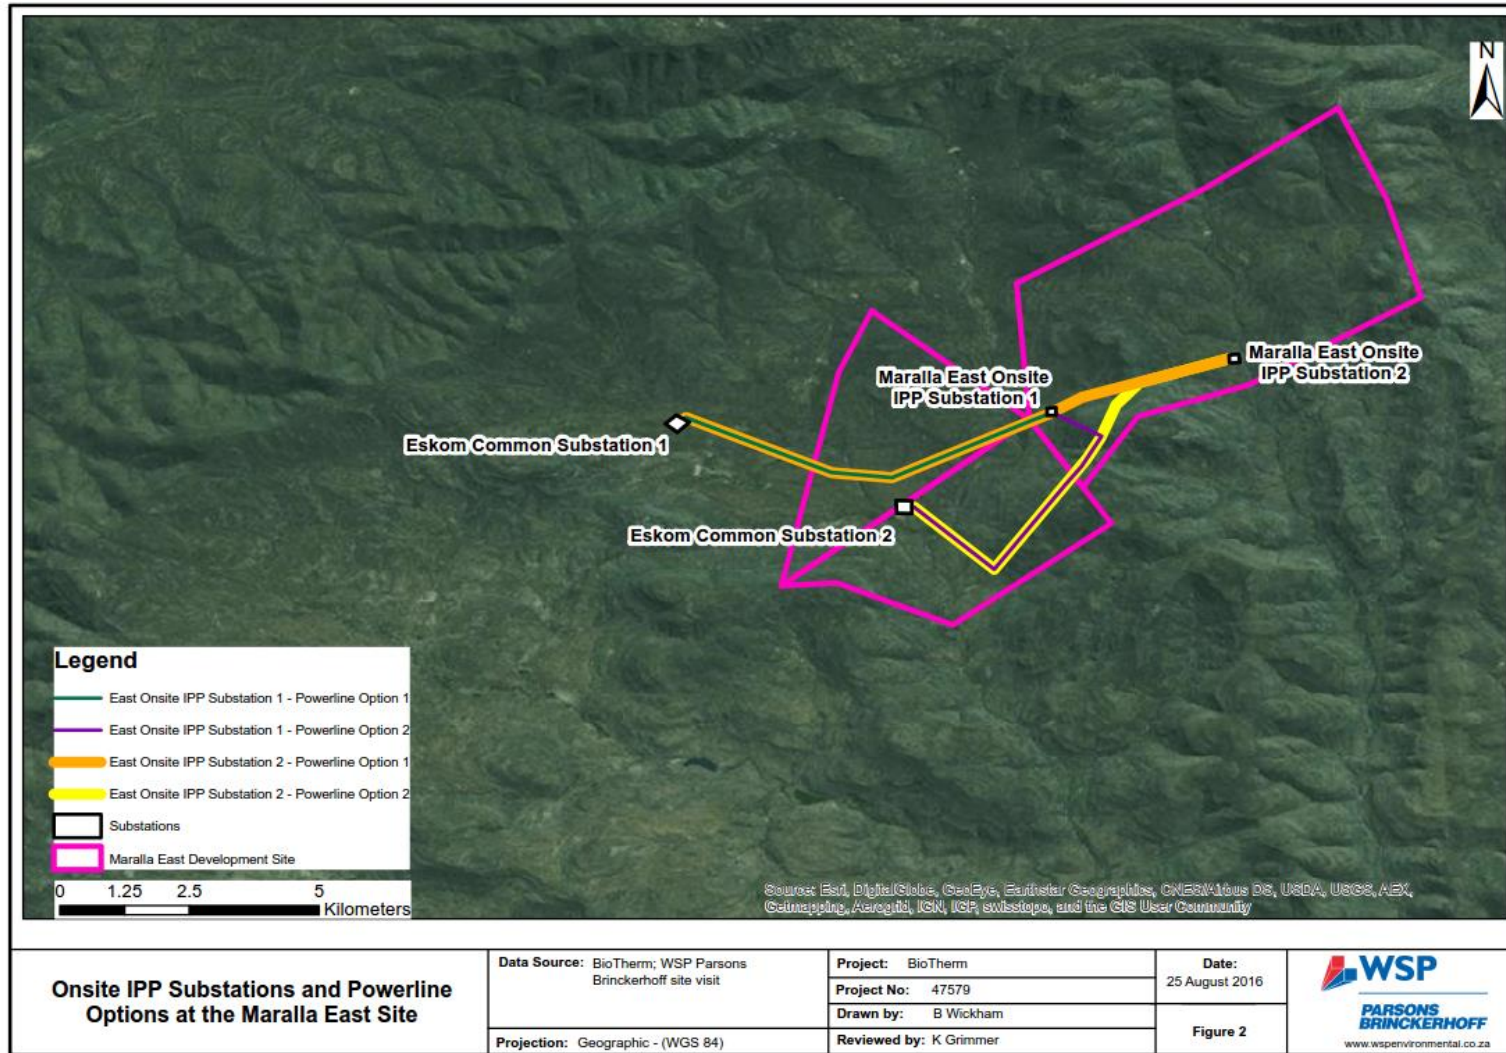 N
Maralla East Onsite
IPP Substation 2
Maralla East Onsite
IPP Substation 1
Eskom Common Substation 1
Eskom Common Substation 2
Legend
East Onsite IPP Substation 1 - Powerline Option 1
East Onsite IPP Substation 1 - Powerline Option 2
East Onsite IPP Substation 2 - Powerline Option 1
East Onsite IPP Substation 2 - Powerline Option 2
Substations
Maralla East Development Site
0 1.25 2.5 5
Kilometers
Source: Esri, DigitalGlobe, GeoEye, Earthstar Geographics, CNES/Airbus DS, USDA, USGS, AEX,
Getmapping, Aerogrid, IGN, IGP, swisstopo, and the GIS User Community
Onsite IPP Substations and Powerline
Options at the Maralla East Site
Data Source: BioTherm; WSP Parsons
Brinckerhoff site visit
Projection: Geographic - (WGS 84)
Project: BioTherm
Project No: 47579
Drawn by: B Wickham
Reviewed by: K Grimmer
Date:
25 August 2016
Figure 2
WSP
PARSONS
BRINCKERHOFF
www.wspenvironmental.co.za